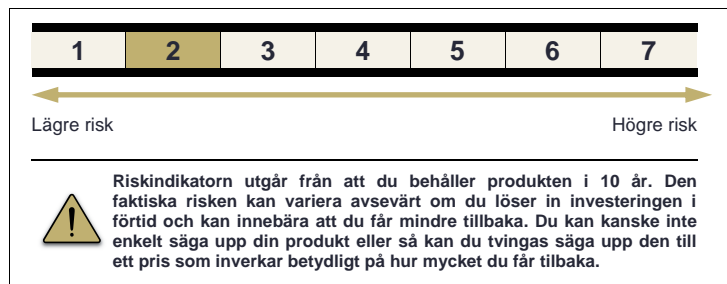 1 2 3 4 5 6 7
Lägre risk Högre risk
Riskindikatorn utgår från att du behåller produkten i 10 år. Den
faktiska risken kan variera avsevärt om du löser in investeringen i
förtid och kan innebära att du får mindre tillbaka. Du kan kanske inte
enkelt säga upp din produkt eller så kan du tvingas säga upp den till
ett pris som inverkar betydligt på hur mycket du får tilbaka.